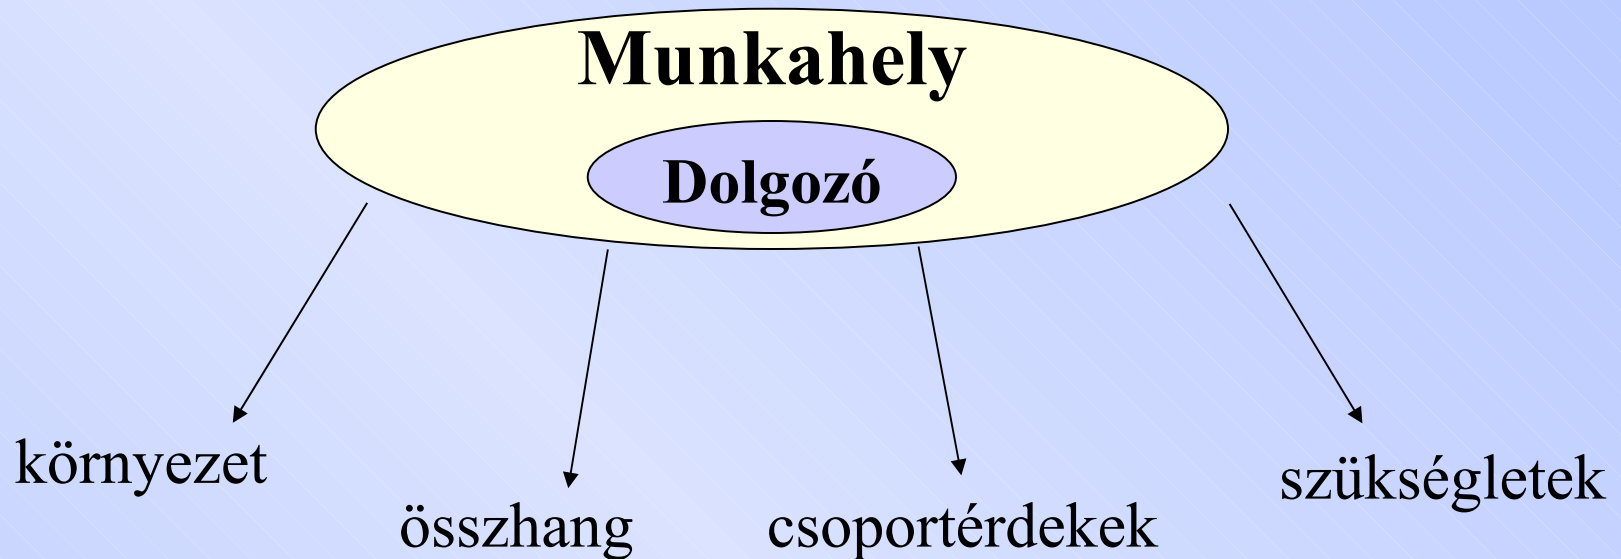 Munkahely
Dolgozó
környezet
összhang
csoportérdekek
szükségletek